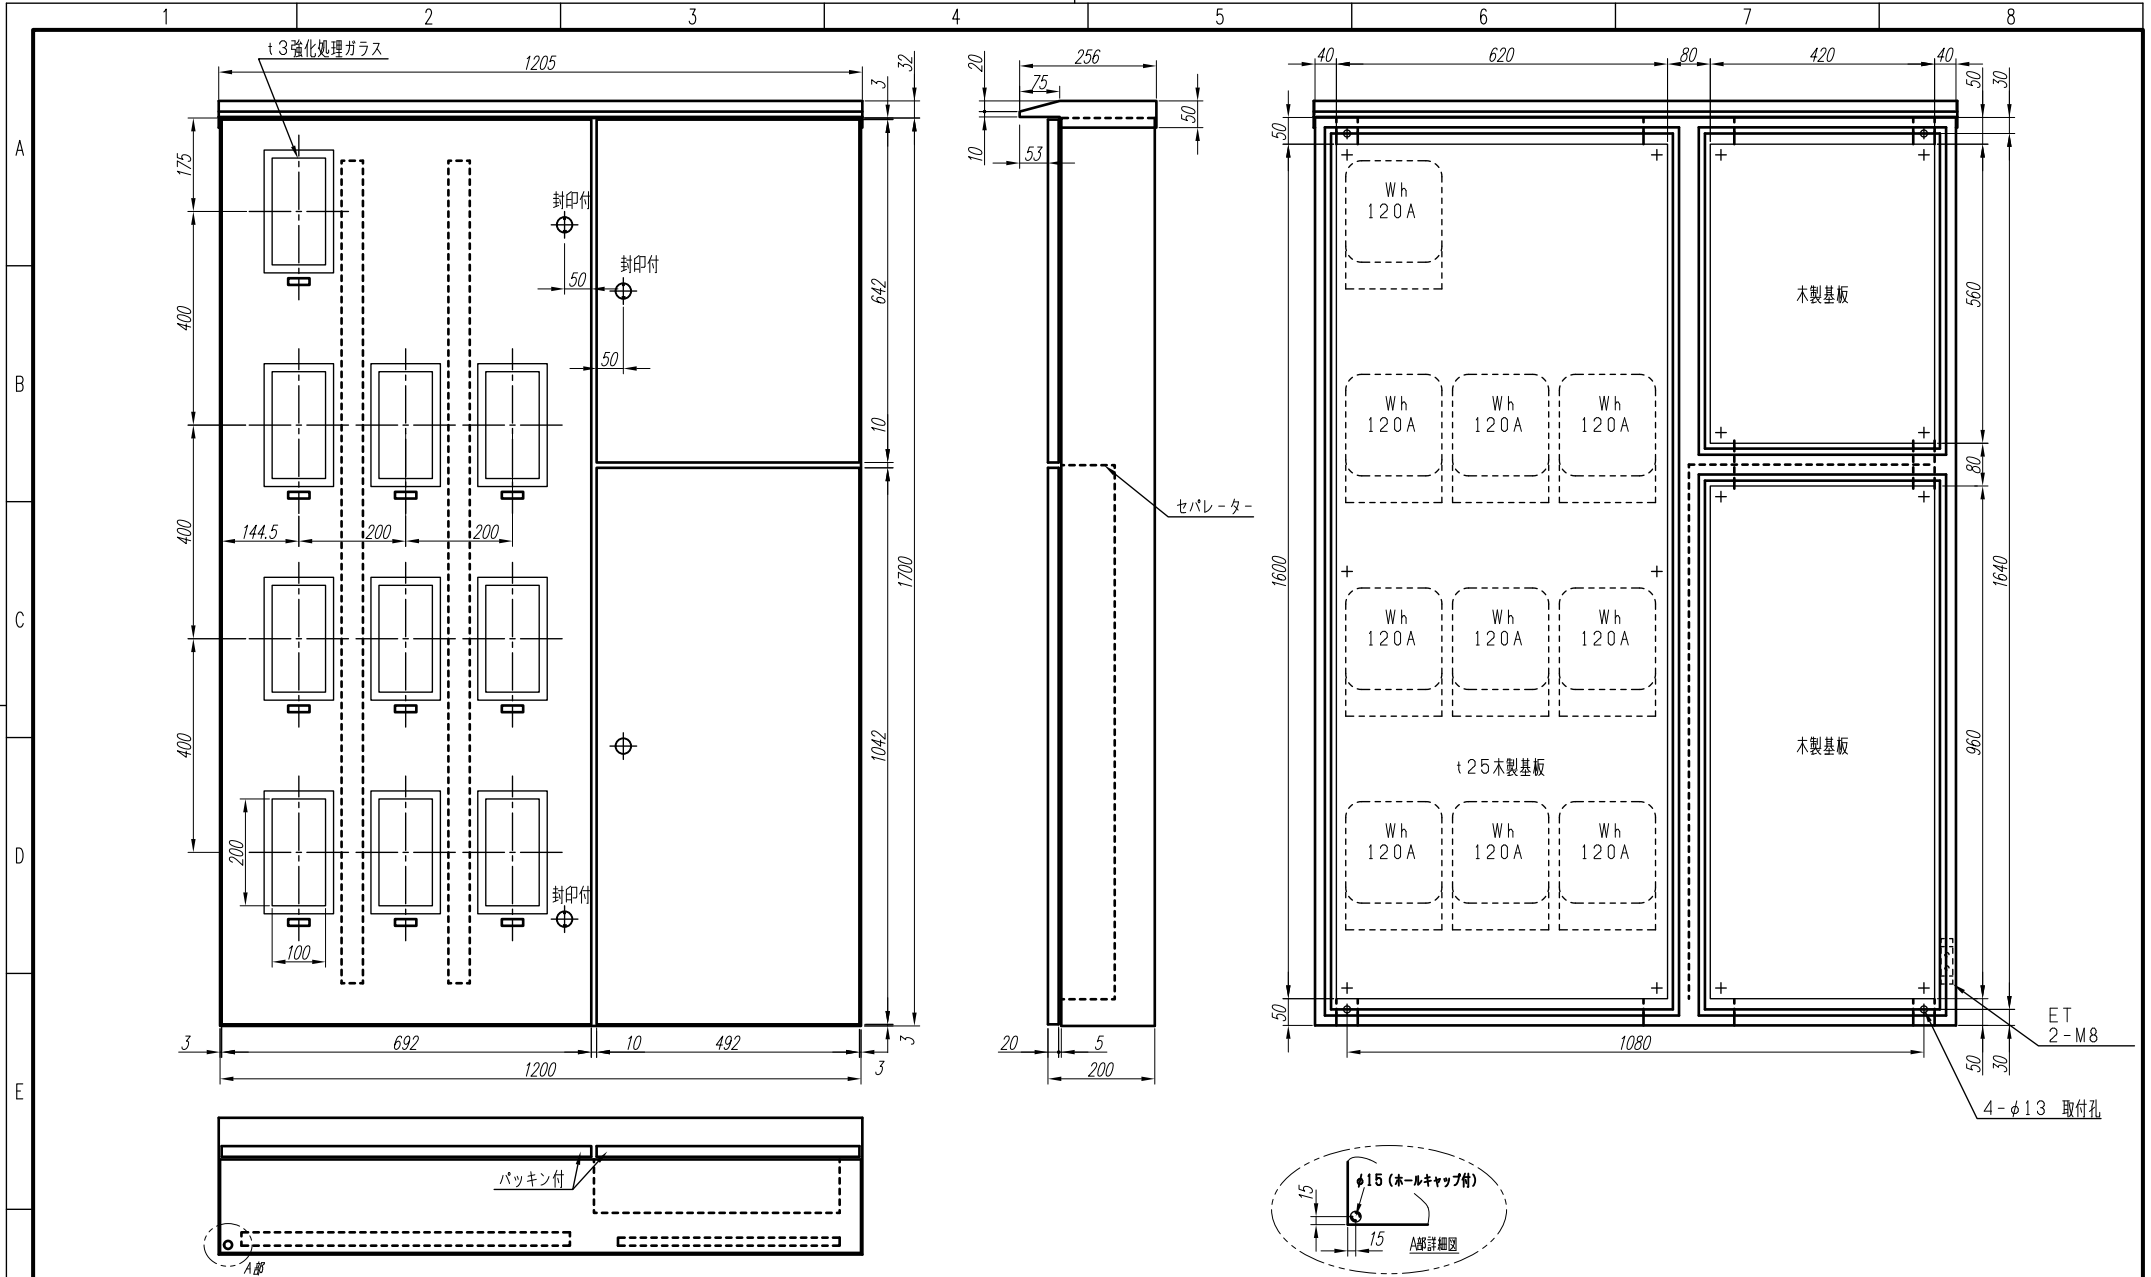 1 2 3 4 5 6 7 8
A
B
C
D
E
t3強化処理ガラス
1205
3
32
175
400
400
400
封印付
封印付
50
50
642
10
1700
144.5
200
200
1042
200
100
封印付
3
692
10
492
3
3
1200
256
20
75
50
10
53
セパレーター
20
5
200
40
620
80
420
40
50
30
50
Wh
120A
木製基板
560
Wh
120A
Wh
120A
Wh
120A
80
1600
1640
Wh
120A
Wh
120A
Wh
120A
木製基板
960
t25木製基板
Wh
120A
Wh
120A
Wh
120A
50
1080
50
30
ET
2-M8
4-φ13 取付孔
パッキン付
A部
φ15(ホールキャップ付)
15
15
A部詳細図